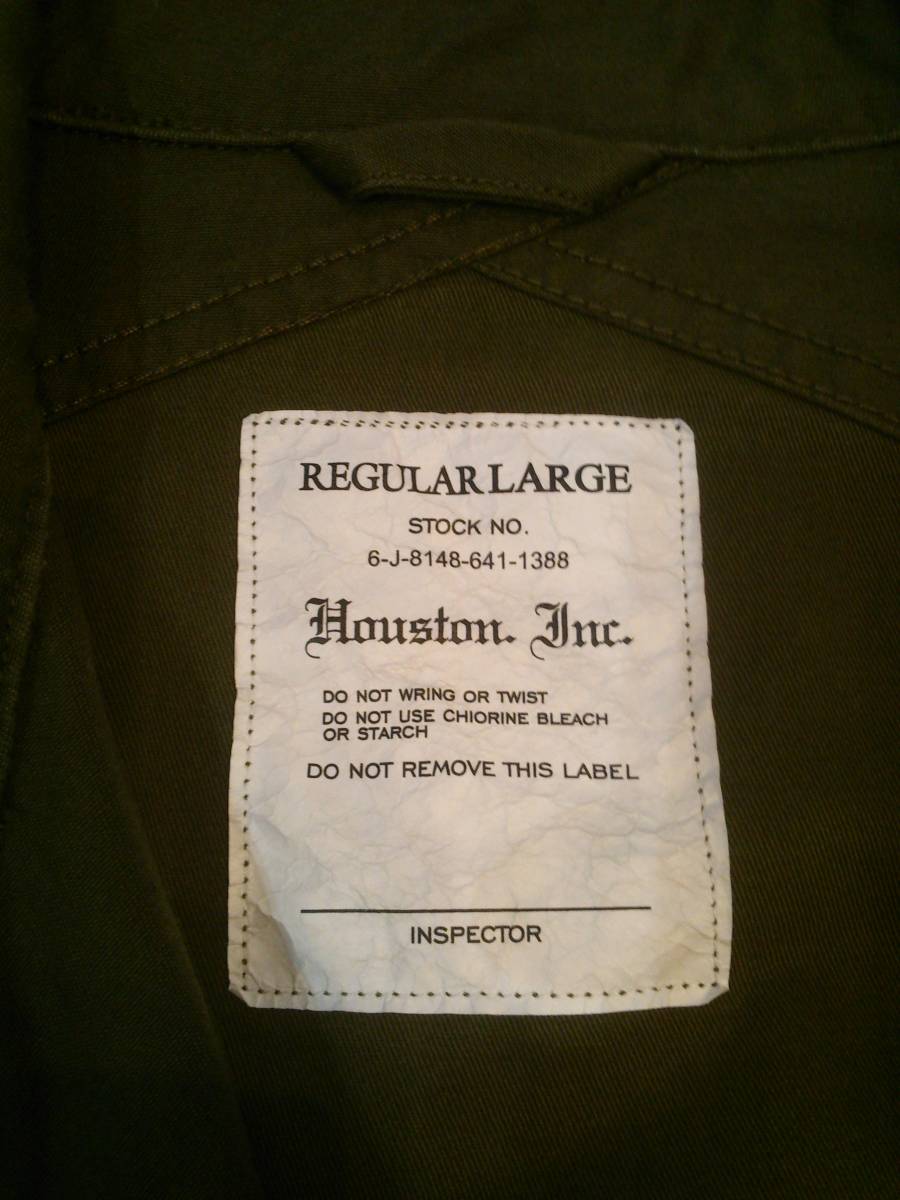 REGULAR LARGE
STOCK NO.
6-J-8148-641-1388
Houston. Inc.
DO NOT WRING OR TWIST
DO NOT USE CHIORINE BLEACH
OR STARCH
DO NOT REMOVE THIS LABEL
INSPECTOR